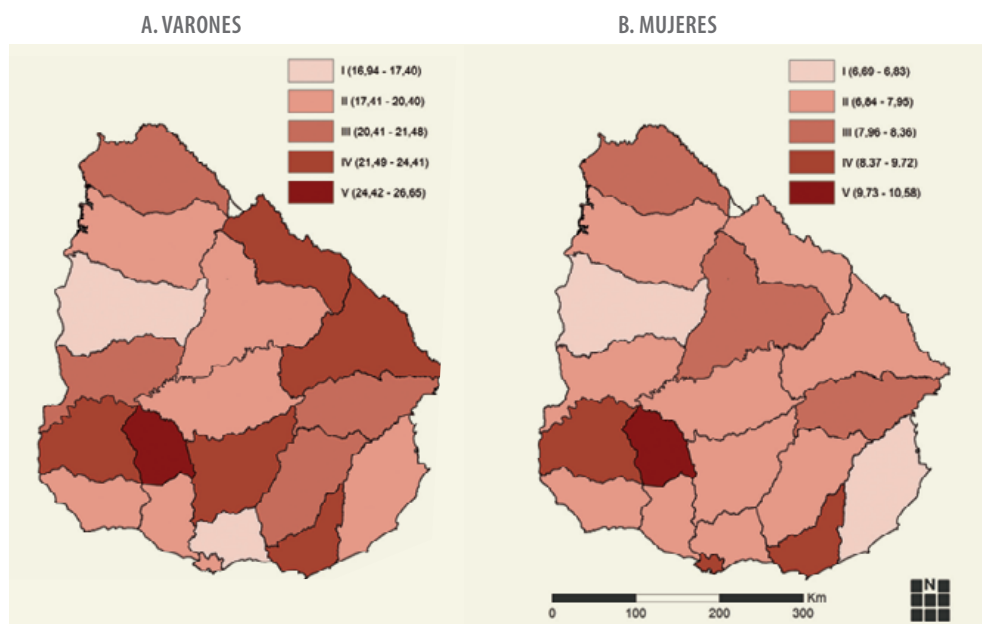 A. VARONES
I (16,94 - 17,40)
II (17,41 - 20,40)
III (20,41 - 21,48)
IV (21,49 - 24,41)
V (24,42 - 26,65)
B. MUJERES
I (6,69 - 6,83)
II (6,84 - 7,95)
III (7,96 - 8,36)
IV (8,37 - 9,72)
V (9,73 - 10,58)
Km
0 100 200 300
N